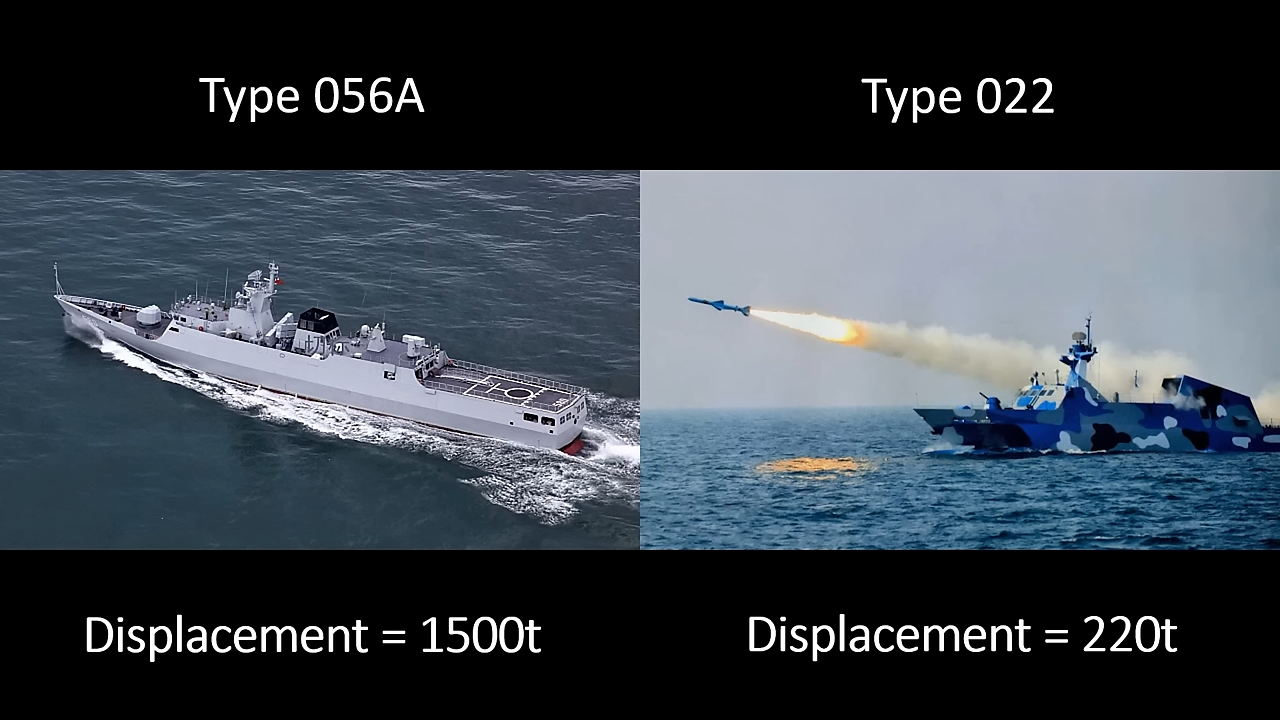 Type 056A
Type 022
Displacement = 1500t
Displacement = 220t